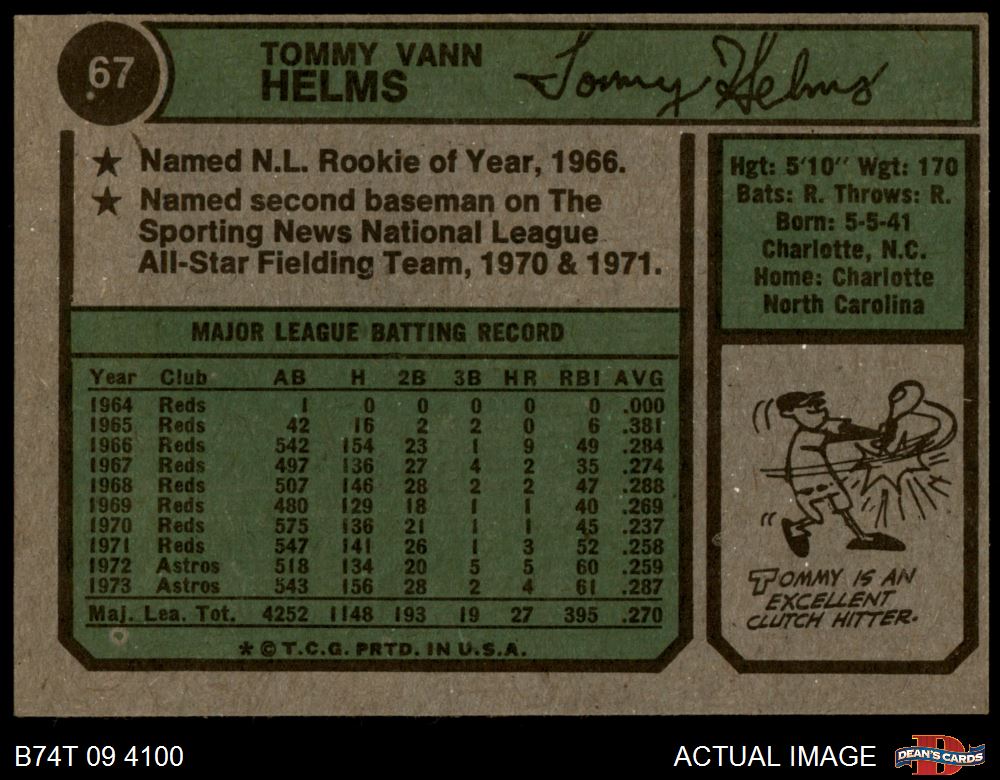 67
TOMMY VANN
HELMS
Tommy Helms
★ Named N.L. Rookie of Year, 1966.
★ Named second baseman on The
Sporting News National League
All-Star Fielding Team, 1970 & 1971.
Hgt: 5'10" Wgt: 170
Bats: R. Throws: R.
Born: 5-5-41
Charlotte, N.C.
Home: Charlotte
North Carolina
MAJOR LEAGUE BATTING RECORD
Year Club AB H 2B 3B HR RBI AVG
1964 Reds 1 0 0 0 0 0 .000
1965 Reds 42 16 2 2 0 6 .381
1966 Reds 542 154 23 1 9 49 .284
1967 Reds 497 136 27 4 2 35 .274
1968 Reds 507 146 28 2 2 47 .288
1969 Reds 480 129 18 1 1 40 .269
1970 Reds 575 136 21 1 1 45 .237
1971 Reds 547 141 26 1 3 52 .258
1972 Astros 518 134 20 5 5 60 .259
1973 Astros 543 156 28 2 4 61 .287
Maj. Lea. Tot. 4252 1148 193 19 27 395 .270
* © T.C.G. PRTD. IN U.S.A.
TOMMY IS AN
EXCELLENT
CLUTCH HITTER.
B74T 09 4100
ACTUAL IMAGE
D
DEAN'S CARDS